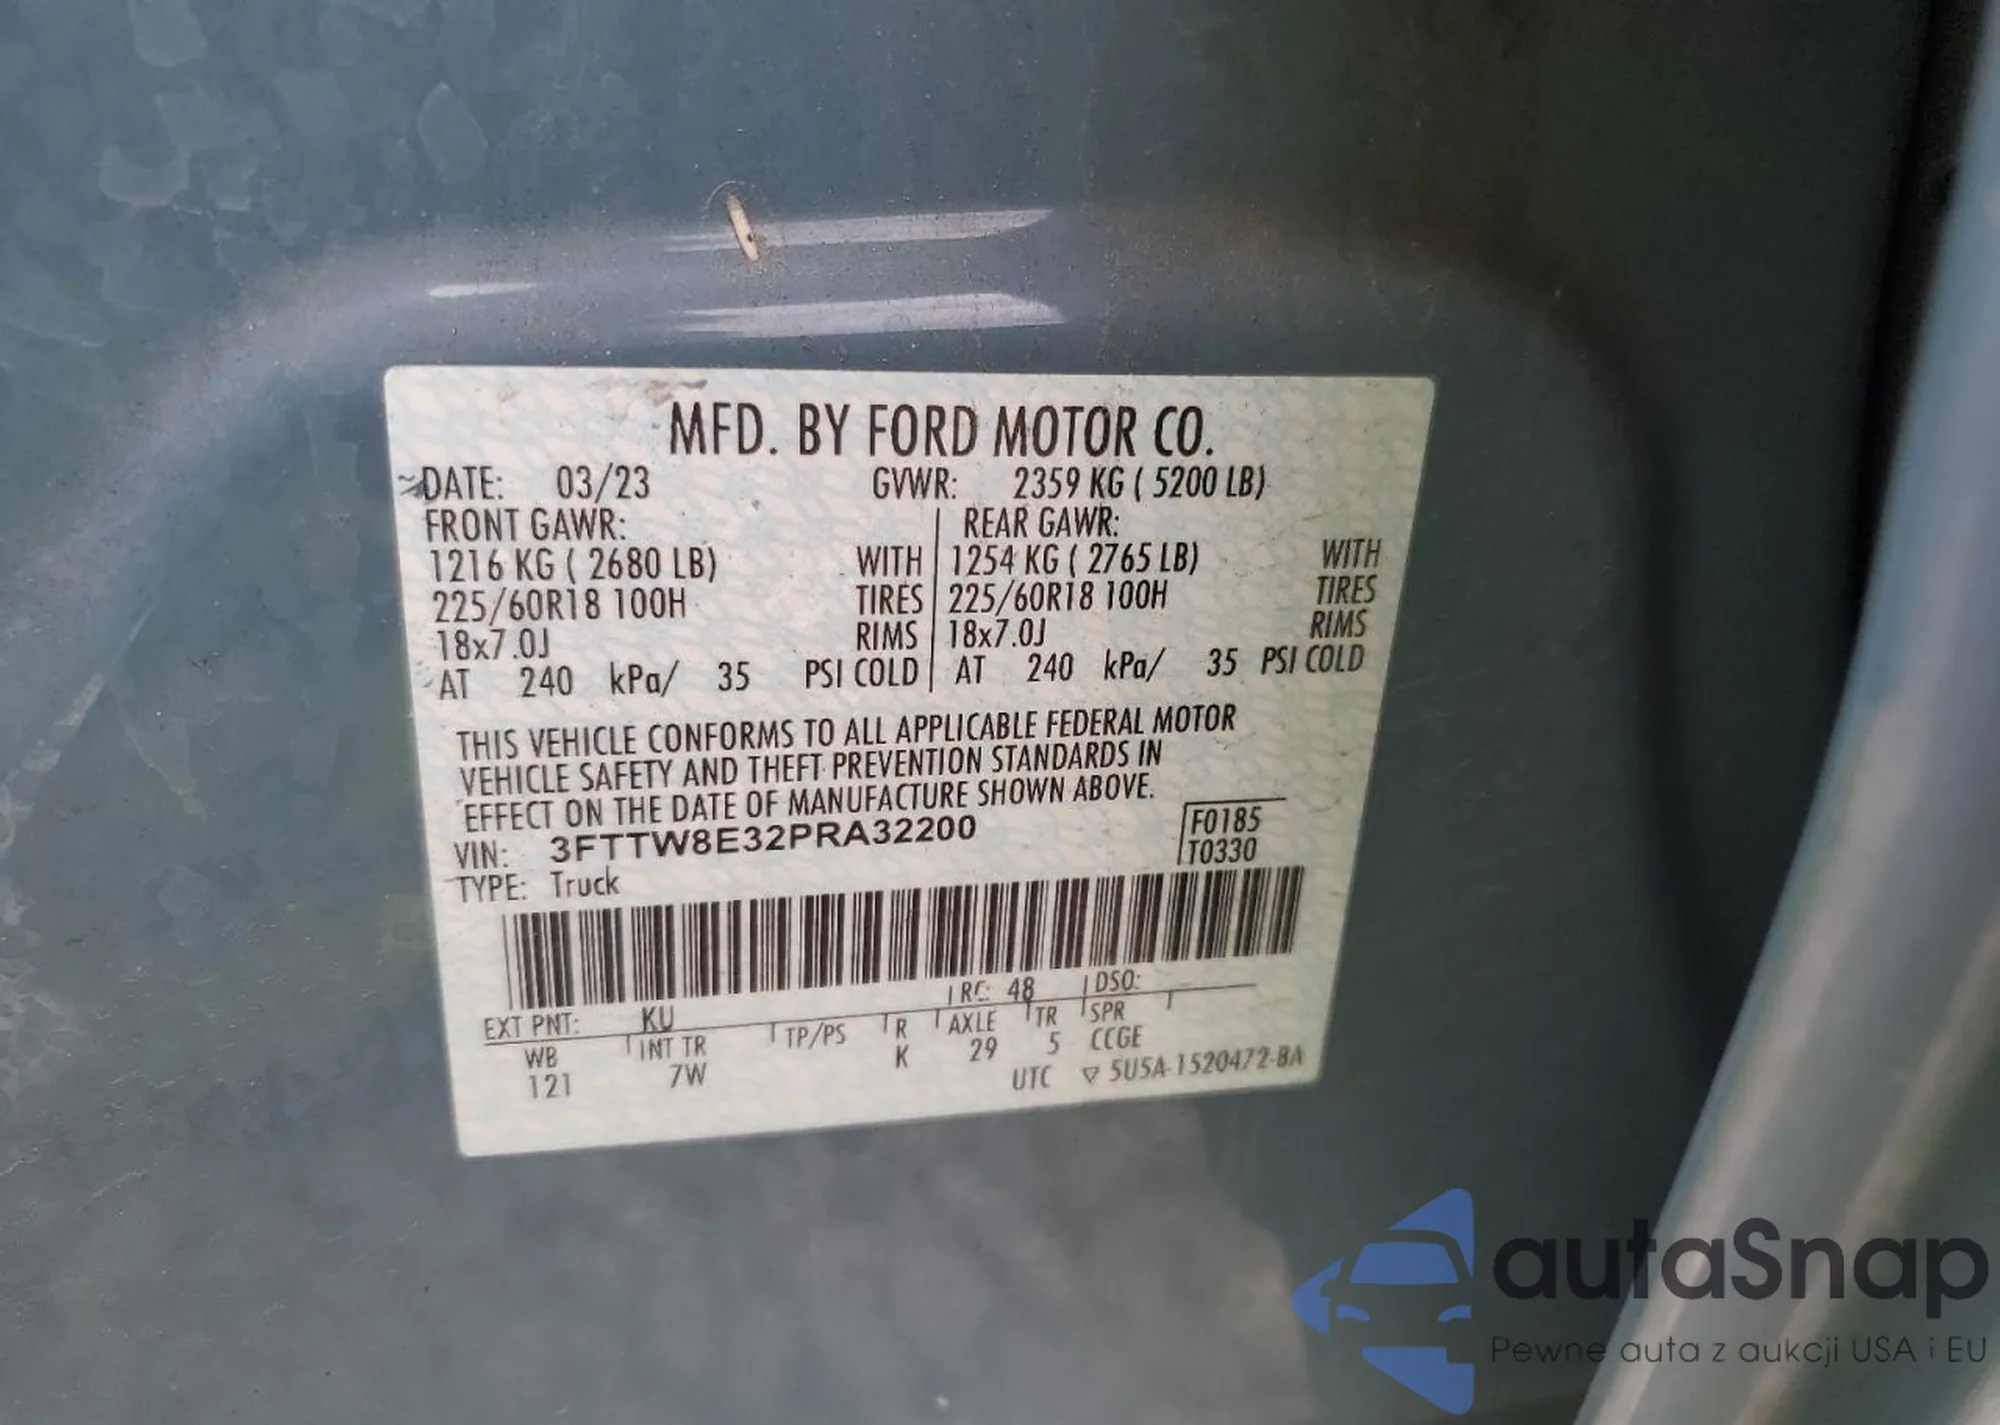 MFD. BY FORD MOTOR CO.
DATE: 03/23 GVWR: 2359 KG ( 5200 LB)
FRONT GAWR: REAR GAWR:
1216 KG ( 2680 LB) WITH 1254 KG ( 2765 LB) WITH
225/60R18 100H TIRES 225/60R18 100H TIRES
18x7.0J RIMS 18x7.0J RIMS
AT 240 kPa/ 35 PSI COLD AT 240 kPa/ 35 PSI COLD
THIS VEHICLE CONFORMS TO ALL APPLICABLE FEDERAL MOTOR
VEHICLE SAFETY AND THEFT PREVENTION STANDARDS IN
EFFECT ON THE DATE OF MANUFACTURE SHOWN ABOVE.
VIN: 3FTTW8E32PRA32200 F0185
TYPE: Truck T0330
EXT PNT: KU RC: 48 DSO:
WB INT TR TP/PS R AXLE TR SPR
121 7W K 29 5 CCGE
UTC 5U5A-1520472-BA
autaSnap
Pewne auta z aukcji USA i EU